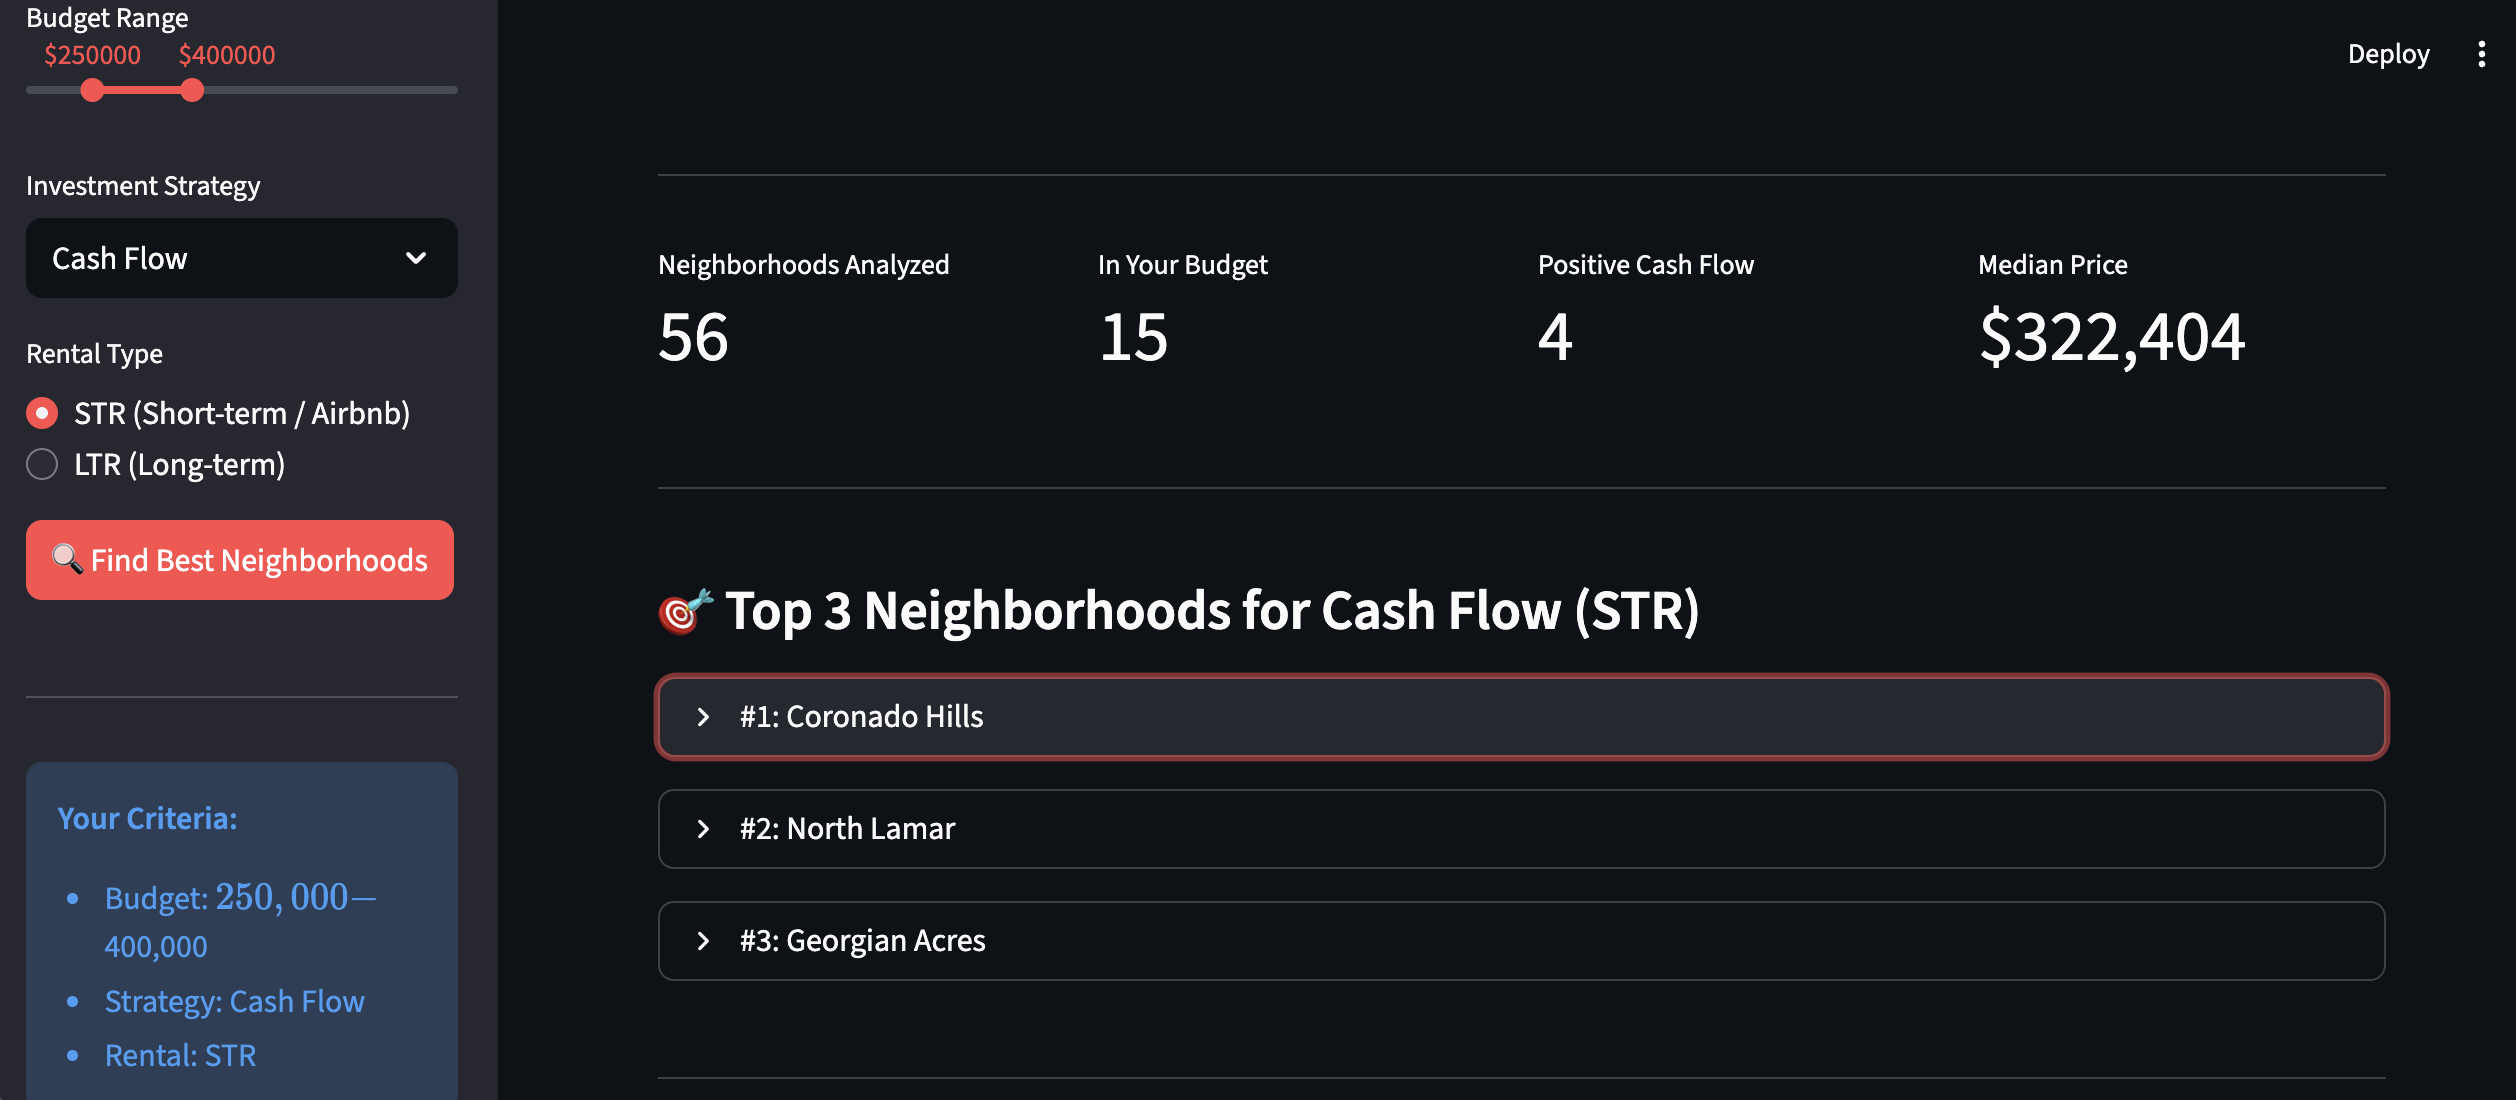 Budget Range
$250000 $400000
Investment Strategy
Cash Flow
Rental Type
STR (Short-term / Airbnb)
LTR (Long-term)
🔍 Find Best Neighborhoods
Your Criteria:
• Budget: 250, 000—
400,000
• Strategy: Cash Flow
• Rental: STR
Deploy
Neighborhoods Analyzed
56
In Your Budget
15
Positive Cash Flow
4
Median Price
$322,404
🎯 Top 3 Neighborhoods for Cash Flow (STR)
#1: Coronado Hills
#2: North Lamar
#3: Georgian Acres